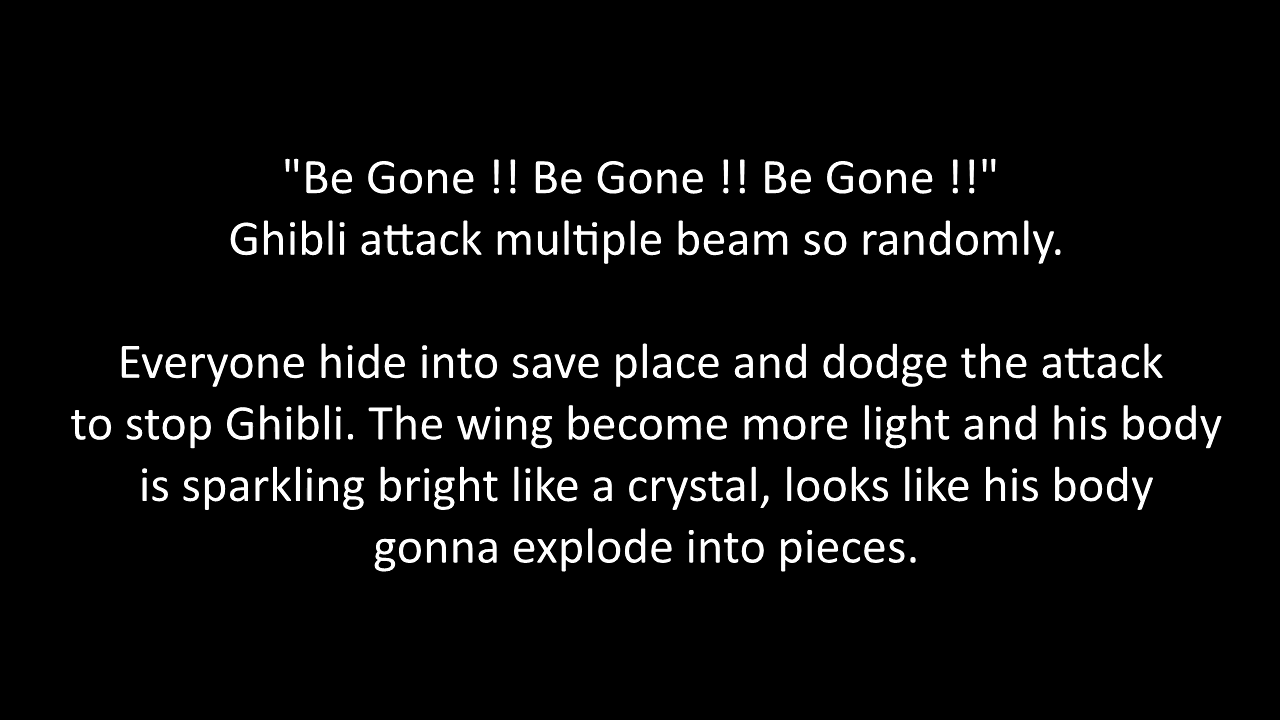 "Be Gone !! Be Gone !! Be Gone !!"
Ghibli attack multiple beam so randomly.
Everyone hide into save place and dodge the attack
to stop Ghibli. The wing become more light and his body
is sparkling bright like a crystal, looks like his body
gonna explode into pieces.